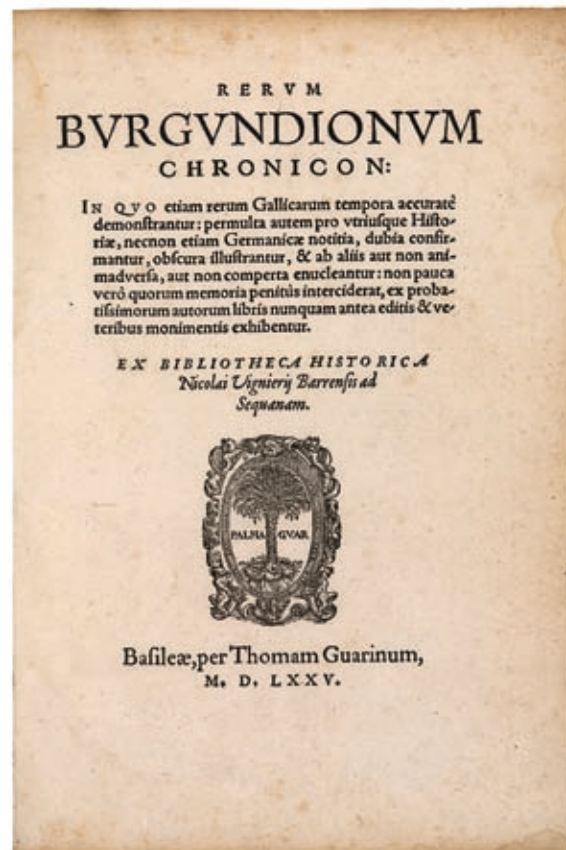 RERVM
BVRGVNDIONVM
CHRONICON:
IN QVO etiam rerum Gallicarum tempora accuratè
demonſtrantur: permulta autem pro vtriuſque Hiſto-
riæ, necnon etiam Germanicæ notitia, dubia confir-
mantur, obſcura illuſtrantur, & ab aliis aut non ani-
madverſa, aut non comperta enucleantur: non pauca
verò quorum memoria penitùs interciderat, ex proba-
tiſsimorum autorum libris nunquam antea editis & ve-
teribus monimentis exhibentur.
EX BIBLIOTHECA HISTORICA
Nicolai Vignierij Barrenſis ad
Sequanam.
PALMA GVAR.
Baſileæ, per Thomam Guarinum,
M. D. LXXV.